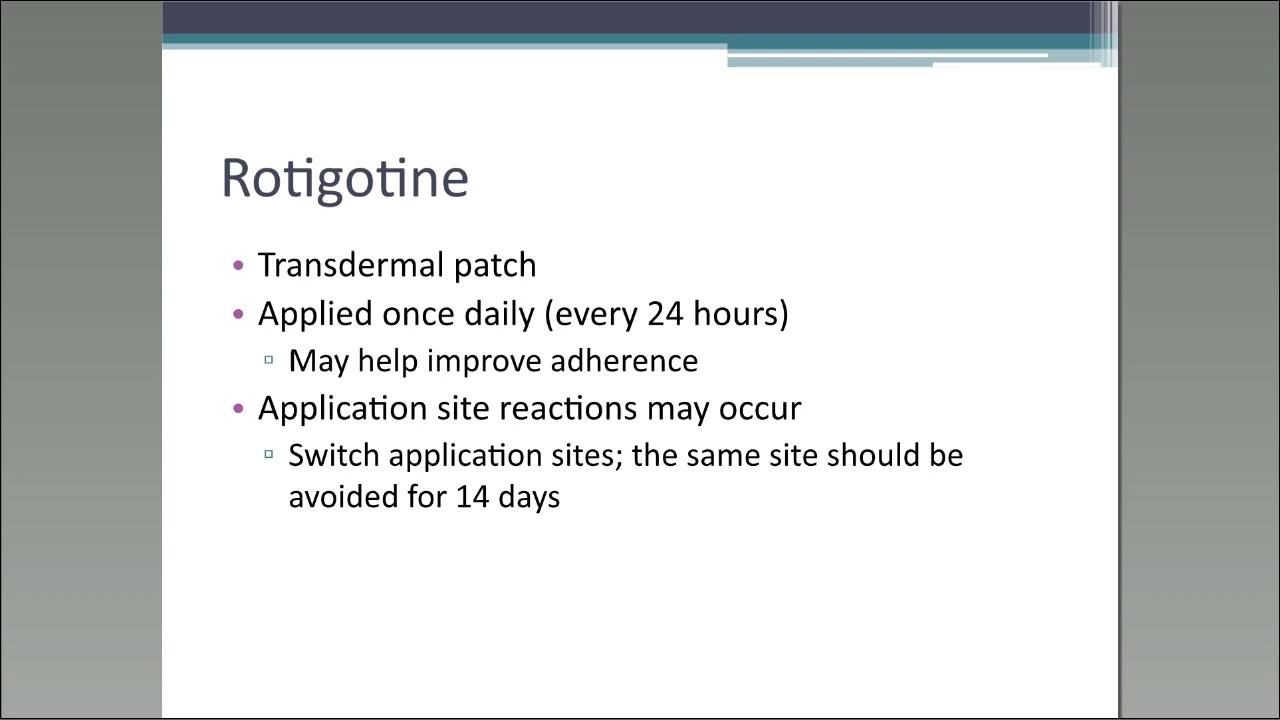 Rotigotine
• Transdermal patch
• Applied once daily (every 24 hours)
▫ May help improve adherence
• Application site reactions may occur
▫ Switch application sites; the same site should be
avoided for 14 days